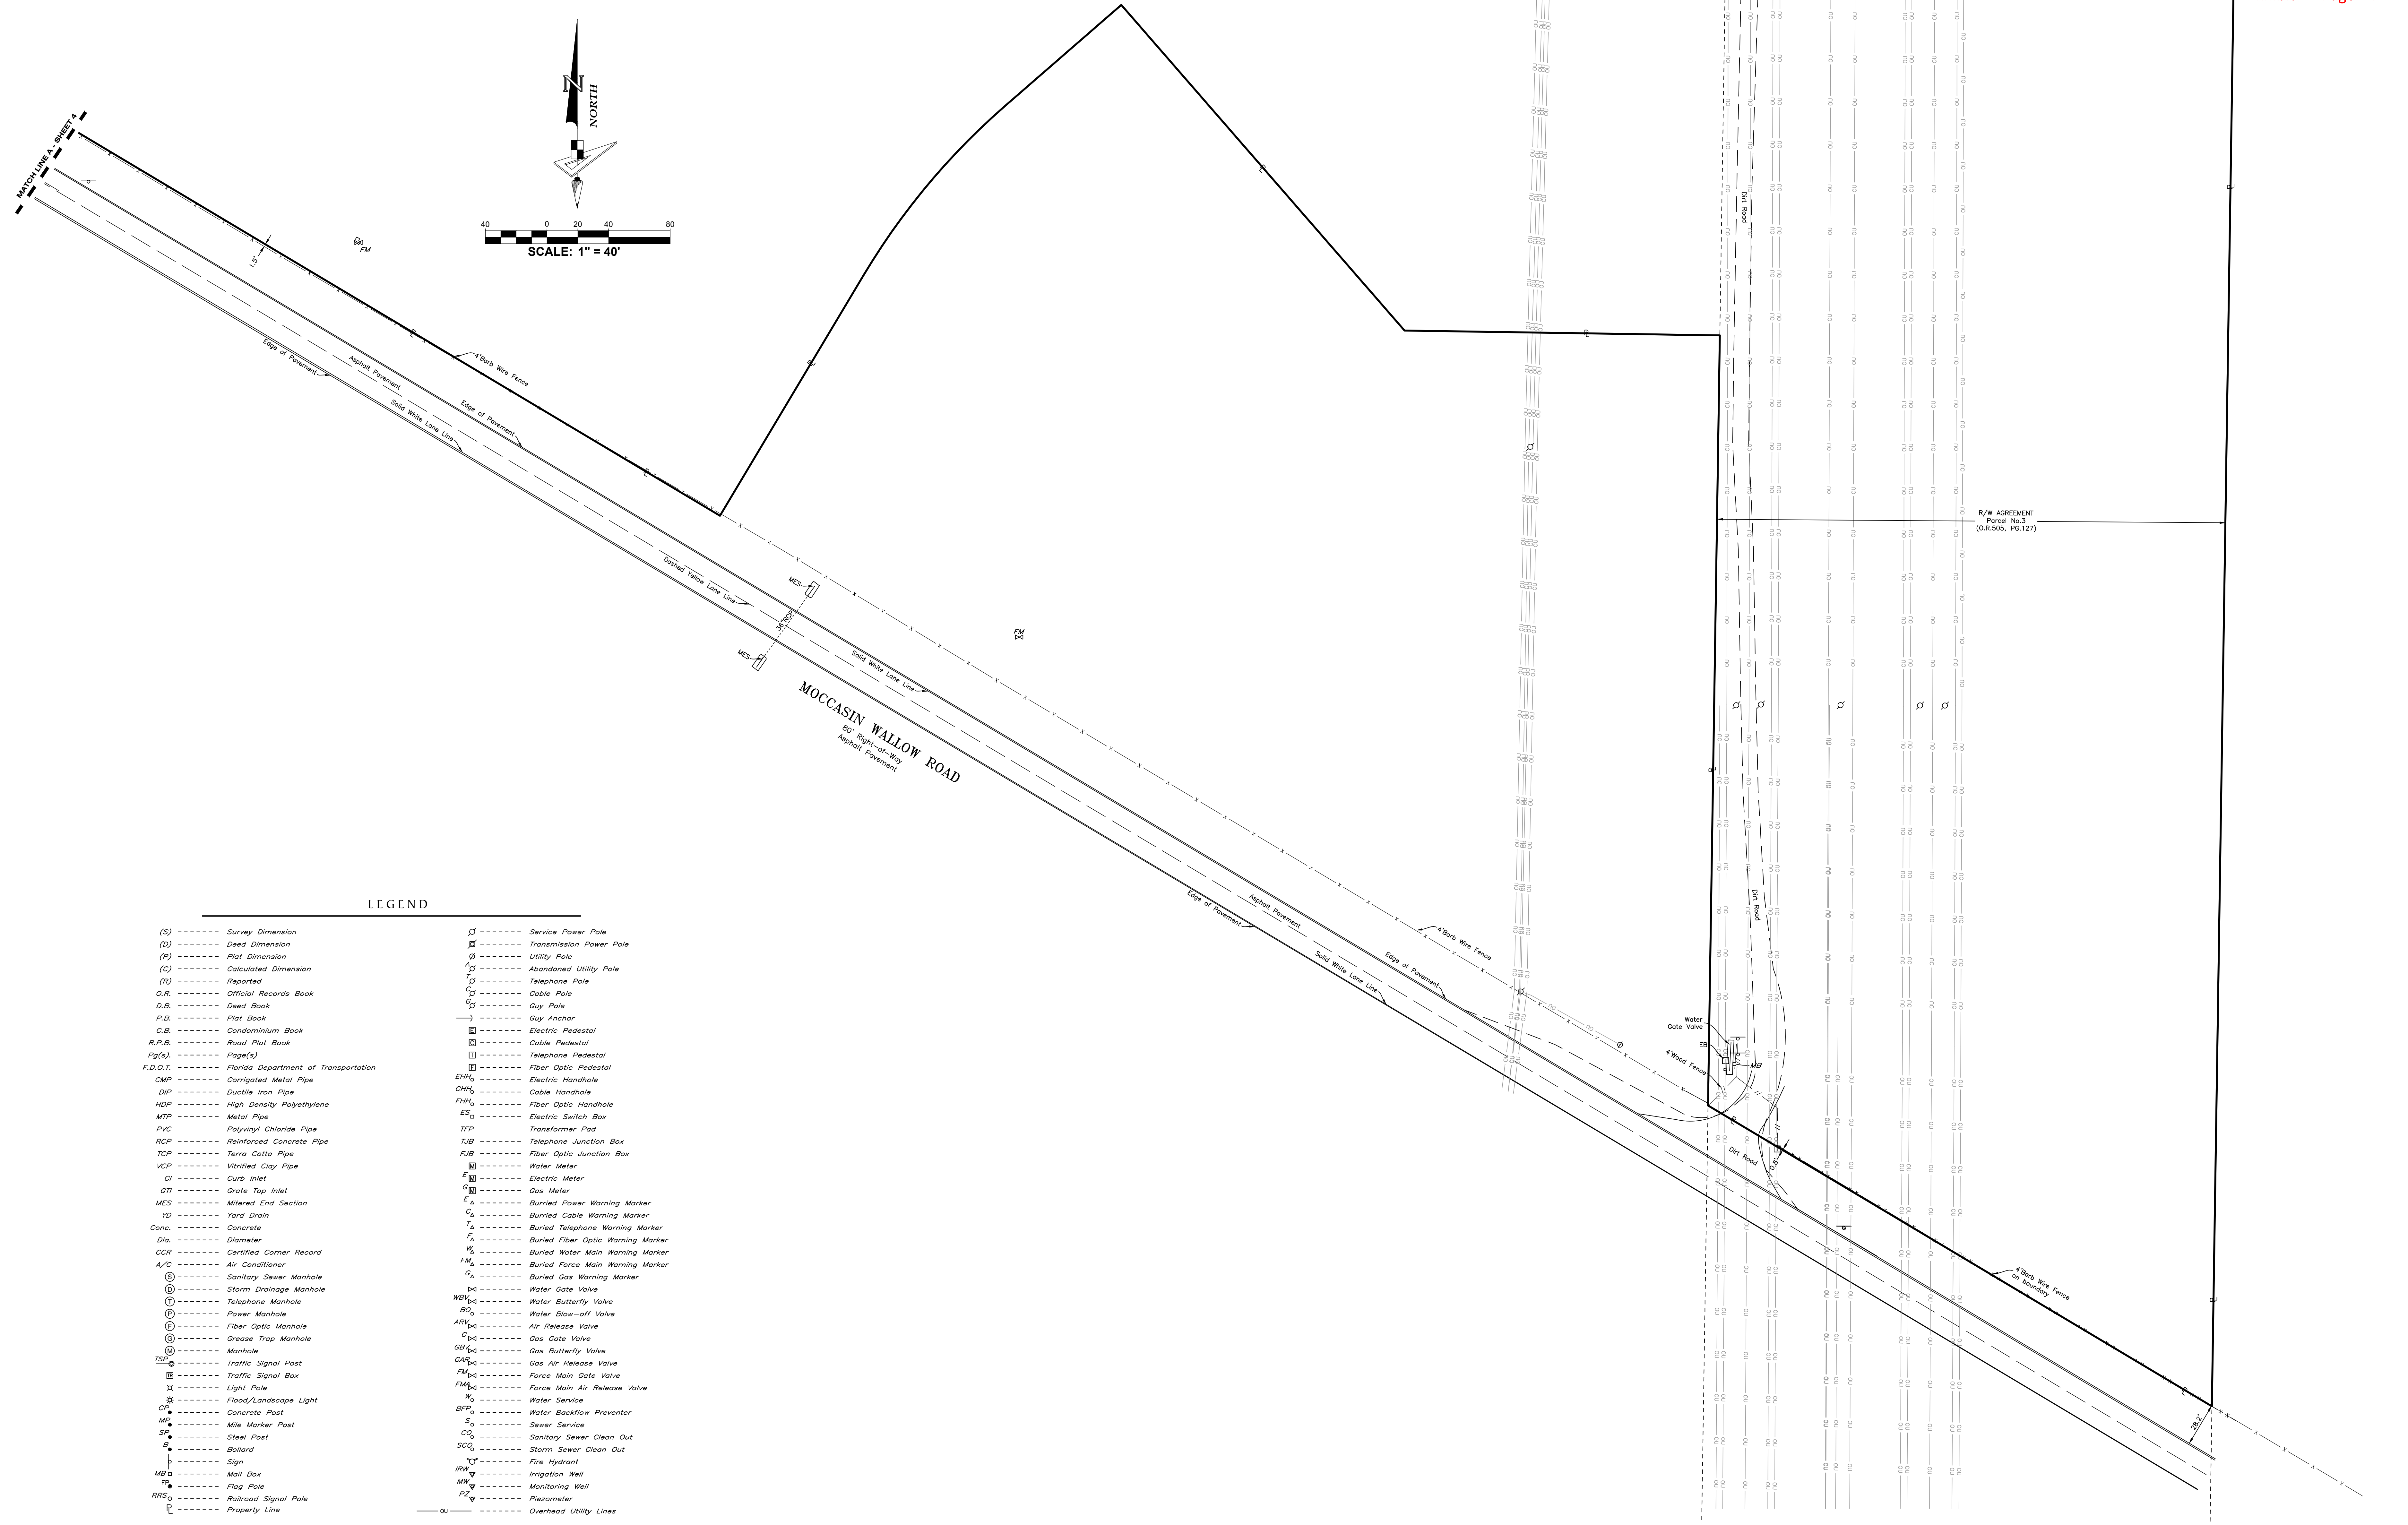 MATCH LINE A - SHEET 4
N
NORTH
40 0 20 40 80
SCALE: 1" = 40'
FM
1.5'
4'Barb Wire Fence
Edge of Pavement
Asphalt Pavement
Solid White Lane Line
Edge of Pavement
Dashed Yellow Lane Line
MES
36"RCP
MES
FM
Solid White Lane Line
MOCCASIN WALLOW ROAD
80' Right-of-Way
Asphalt Pavement
Dirt Road
R/W AGREEMENT
Parcel No.3
(O.R.505, PG.127)
Edge of Pavement
Asphalt Pavement
Solid White Lane Line
Edge of Pavement
4'Barb Wire Fence
Dirt Road
Water
Gate Valve
EB
MB
4'Wood Fence
Dirt Road
0.8'
4'Barb Wire Fence
on boundary
28.2'
LEGEND
(S) Survey Dimension
(D) Deed Dimension
(P) Plat Dimension
(C) Calculated Dimension
(R) Reported
O.R. Official Records Book
D.B. Deed Book
P.B. Plat Book
C.B. Condominium Book
R.P.B. Road Plat Book
Pg(s). Page(s)
F.D.O.T. Florida Department of Transportation
CMP Corrigated Metal Pipe
DIP Ductile Iron Pipe
HDP High Density Polyethylene
MTP Metal Pipe
PVC Polyvinyl Chloride Pipe
RCP Reinforced Concrete Pipe
TCP Terra Cotta Pipe
VCP Vitrified Clay Pipe
CI Curb Inlet
GTI Grate Top Inlet
MES Mitered End Section
YD Yard Drain
Conc. Concrete
Dia. Diameter
CCR Certified Corner Record
A/C Air Conditioner
S Sanitary Sewer Manhole
D Storm Drainage Manhole
T Telephone Manhole
P Power Manhole
F Fiber Optic Manhole
G Grease Trap Manhole
M Manhole
TSP Traffic Signal Post
Traffic Signal Box
Light Pole
Flood/Landscape Light
CP Concrete Post
MP Mile Marker Post
SP Steel Post
B Bollard
Sign
MB Mail Box
FP Flag Pole
RRS Railroad Signal Pole
Property Line
Service Power Pole
Transmission Power Pole
Utility Pole
A Abandoned Utility Pole
T Telephone Pole
C Cable Pole
G Guy Pole
Guy Anchor
E Electric Pedestal
C Cable Pedestal
T Telephone Pedestal
F Fiber Optic Pedestal
EHH Electric Handhole
CHH Cable Handhole
FHH Fiber Optic Handhole
ES Electric Switch Box
TFP Transformer Pad
TJB Telephone Junction Box
FJB Fiber Optic Junction Box
M Water Meter
E M Electric Meter
G M Gas Meter
E Burried Power Warning Marker
C Burried Cable Warning Marker
T Buried Telephone Warning Marker
F Buried Fiber Optic Warning Marker
W Buried Water Main Warning Marker
FM Buried Force Main Warning Marker
G Buried Gas Warning Marker
Water Gate Valve
WBV Water Butterfly Valve
BO Water Blow-off Valve
ARV Air Release Valve
G Gas Gate Valve
GBV Gas Butterfly Valve
GAR Gas Air Release Valve
FM Force Main Gate Valve
FMA Force Main Air Release Valve
W Water Service
BFP Water Backflow Preventer
S Sewer Service
CO Sanitary Sewer Clean Out
SCO Storm Sewer Clean Out
Fire Hydrant
IRW Irrigation Well
MW Monitoring Well
PZ Piezometer
OU Overhead Utility Lines